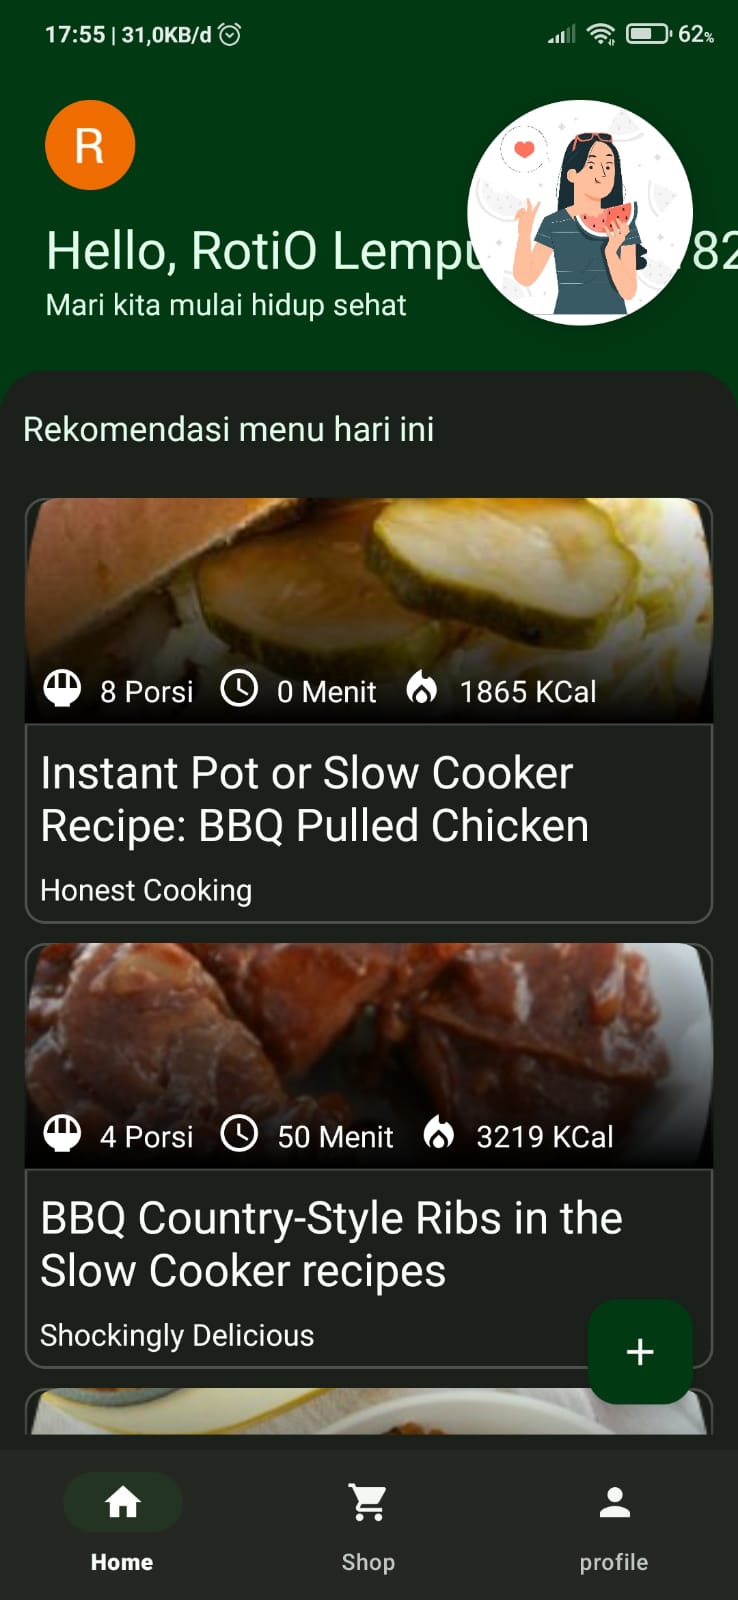 17:55 | 31,0KB/d
62%
R
Hello, RotiO Lempu 82
Mari kita mulai hidup sehat
Rekomendasi menu hari ini
8 Porsi 0 Menit 1865 KCal
Instant Pot or Slow Cooker
Recipe: BBQ Pulled Chicken
Honest Cooking
4 Porsi 50 Menit 3219 KCal
BBQ Country-Style Ribs in the
Slow Cooker recipes
Shockingly Delicious
+
Home Shop profile